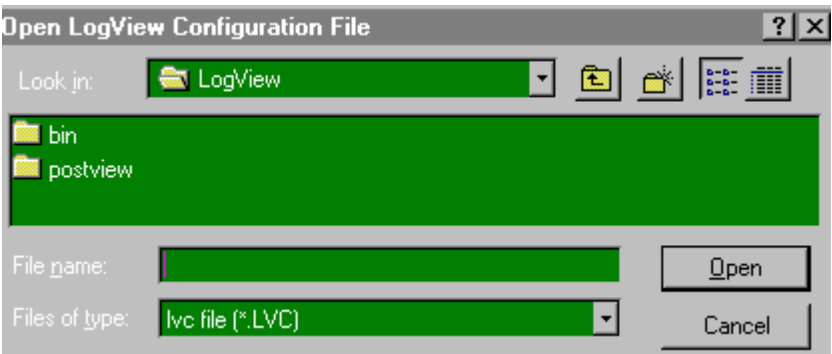 Open LogView Configuration File
Look in: LogView
bin
postview
File name: Open
Files of type: lvc file (*.LVC) Cancel